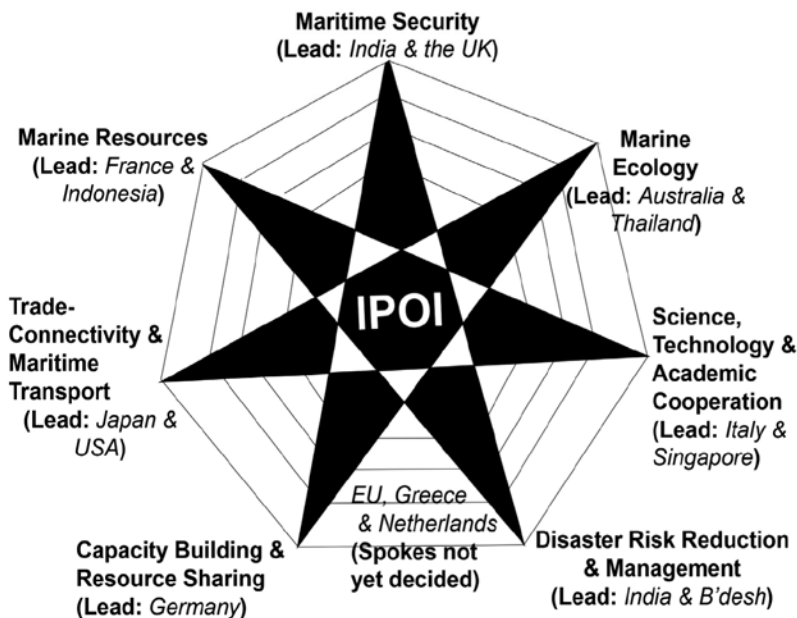 Maritime Security
(Lead: India & the UK)
Marine Resources
(Lead: France &
Indonesia)
Marine
Ecology
(Lead: Australia &
Thailand)
IPOI
Trade-
Connectivity &
Maritime
Transport
(Lead: Japan &
USA)
Science,
Technology &
Academic
Cooperation
(Lead: Italy &
Singapore)
EU, Greece
& Netherlands
(Spokes not
yet decided)
Capacity Building &
Resource Sharing
(Lead: Germany)
Disaster Risk Reduction
& Management
(Lead: India & B’desh)